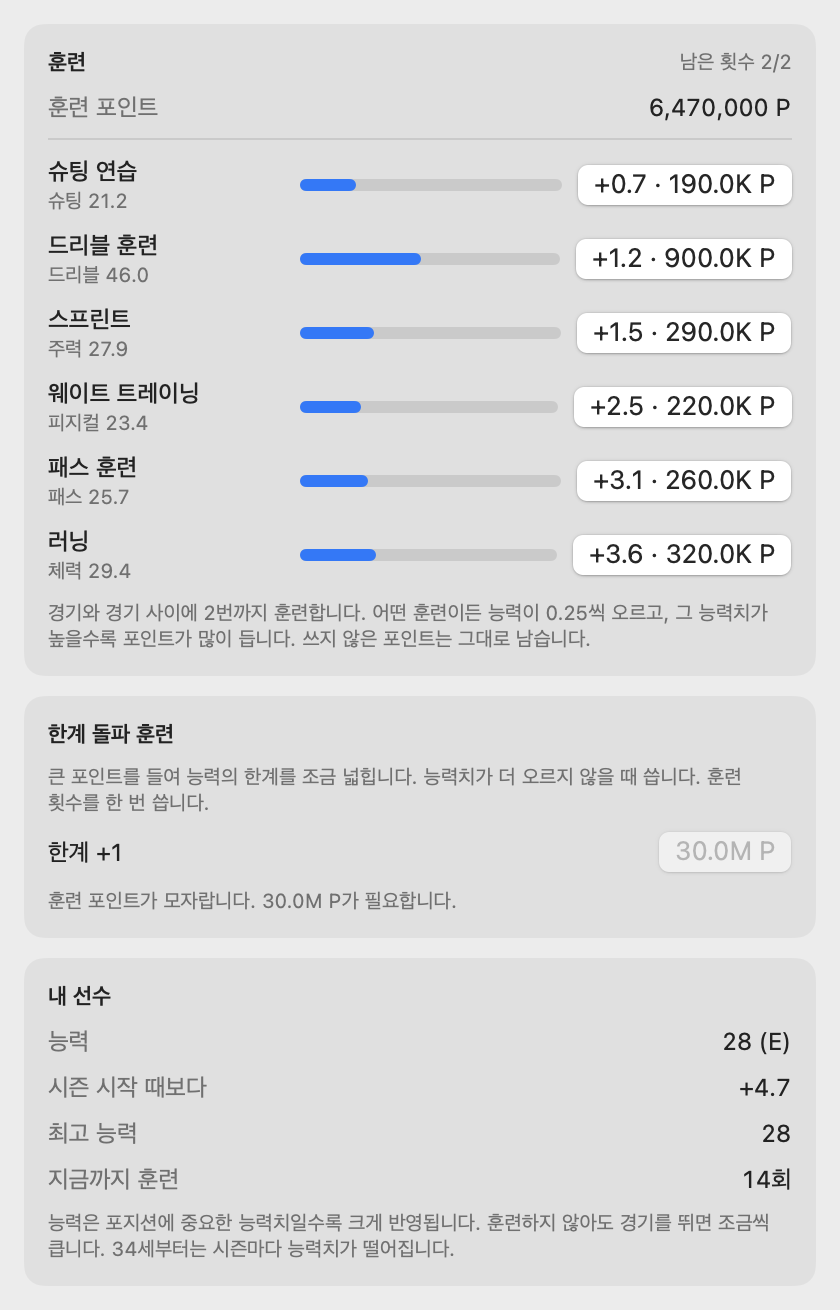 훈련
남은 횟수 2/2
훈련 포인트
6,470,000 P
슈팅 연습
슈팅 21.2
+0.7 · 190.0K P
드리블 훈련
드리블 46.0
+1.2 · 900.0K P
스프린트
주력 27.9
+1.5 · 290.0K P
웨이트 트레이닝
피지컬 23.4
+2.5 · 220.0K P
패스 훈련
패스 25.7
+3.1 · 260.0K P
러닝
체력 29.4
+3.6 · 320.0K P
경기와 경기 사이에 2번까지 훈련합니다. 어떤 훈련이든 능력이 0.25씩 오르고, 그 능력치가
높을수록 포인트가 많이 듭니다. 쓰지 않은 포인트는 그대로 남습니다.
한계 돌파 훈련
큰 포인트를 들여 능력의 한계를 조금 넓힙니다. 능력치가 더 오르지 않을 때 씁니다. 훈련
횟수를 한 번 씁니다.
한계 +1
30.0M P
훈련 포인트가 모자랍니다. 30.0M P가 필요합니다.
내 선수
능력
28 (E)
시즌 시작 때보다
+4.7
최고 능력
28
지금까지 훈련
14회
능력은 포지션에 중요한 능력치일수록 크게 반영됩니다. 훈련하지 않아도 경기를 뛰면 조금씩
큽니다. 34세부터는 시즌마다 능력치가 떨어집니다.